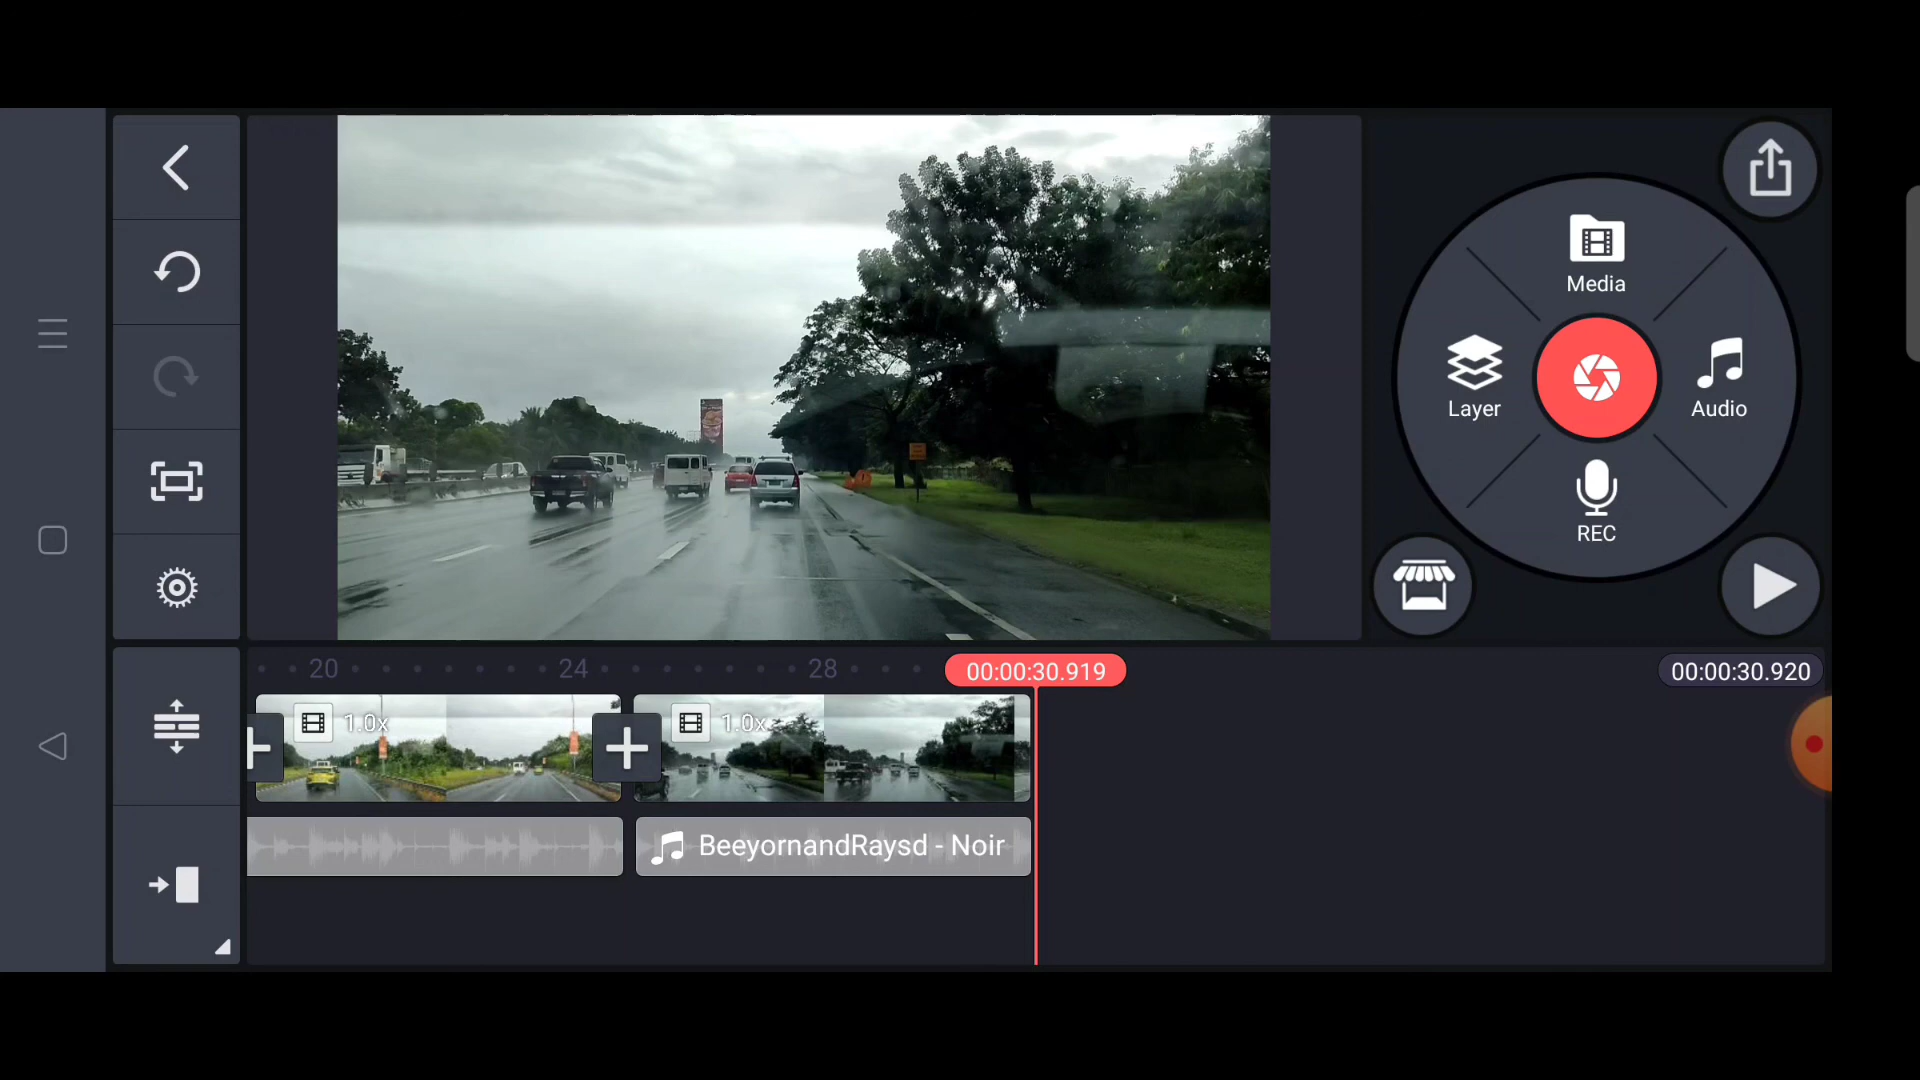 Media
Layer
Audio
REC
20
24
28
00:00:30.919
00:00:30.920
1.0x
1.0x
BeeyornandRaysd - Noir